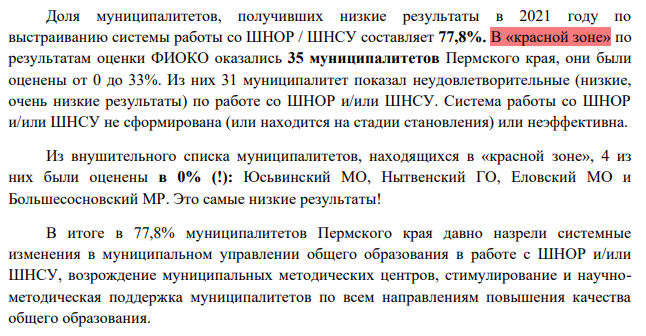 Доля муниципалитетов, получивших низкие результаты в 2021 году по
выстраиванию системы работы со ШНОР / ШНСУ составляет 77,8%. В «красной зоне» по
результатам оценки ФИОКО оказались 35 муниципалитетов Пермского края, они были
оценены от 0 до 33%. Из них 31 муниципалитет показал неудовлетворительные (низкие,
очень низкие результаты) по работе со ШНОР и/или ШНСУ. Система работы со ШНОР
и/или ШНСУ не сформирована (или находится на стадии становления) или неэффективна.
Из внушительного списка муниципалитетов, находящихся в «красной зоне», 4 из
них были оценены в 0% (!): Юсьвинский МО, Нытвенский ГО, Еловский МО и
Большесосновский МР. Это самые низкие результаты!
В итоге в 77,8% муниципалитетов Пермского края давно назрели системные
изменения в муниципальном управлении общего образования в работе с ШНОР и/или
ШНСУ, возрождение муниципальных методических центров, стимулирование и научно-
методическая поддержка муниципалитетов по всем направлениям повышения качества
общего образования.